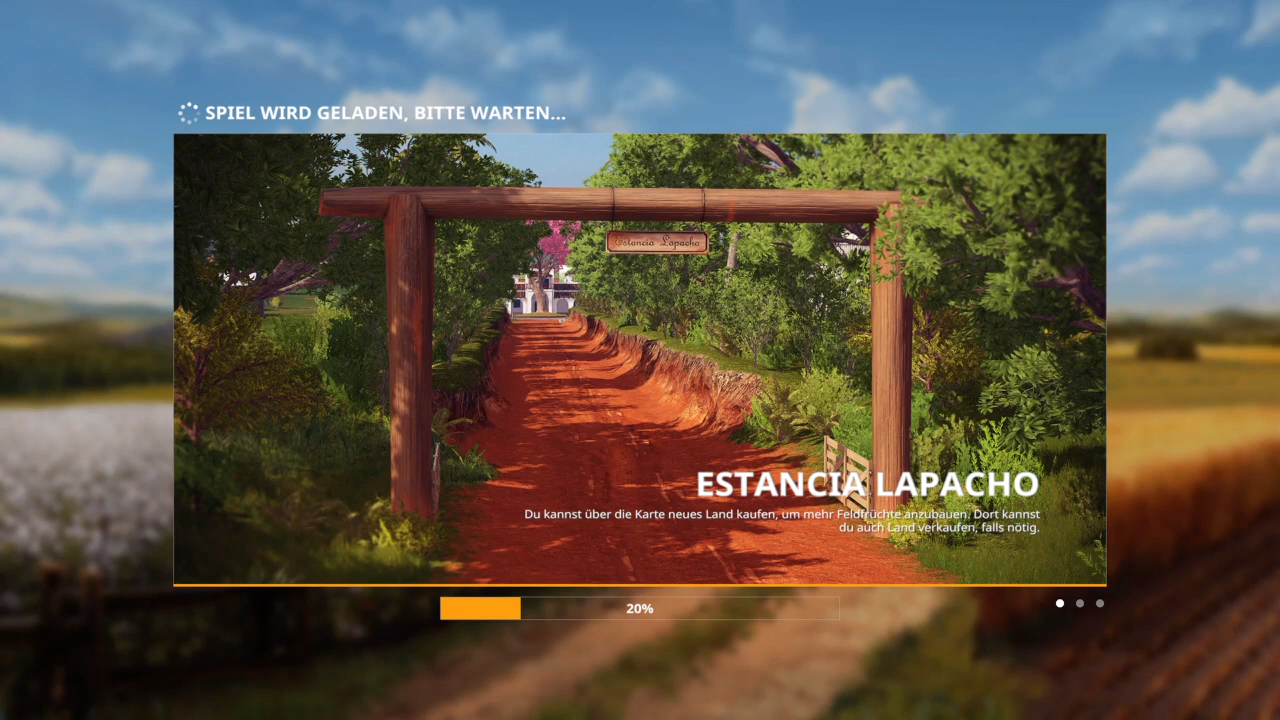 SPIEL WIRD GELADEN, BITTE WARTEN...
Estancia Lapacho
ESTANCIA LAPACHO
Du kannst über die Karte neues Land kaufen, um mehr Feldfrüchte anzubauen. Dort kannst
du auch Land verkaufen, falls nötig.
20%